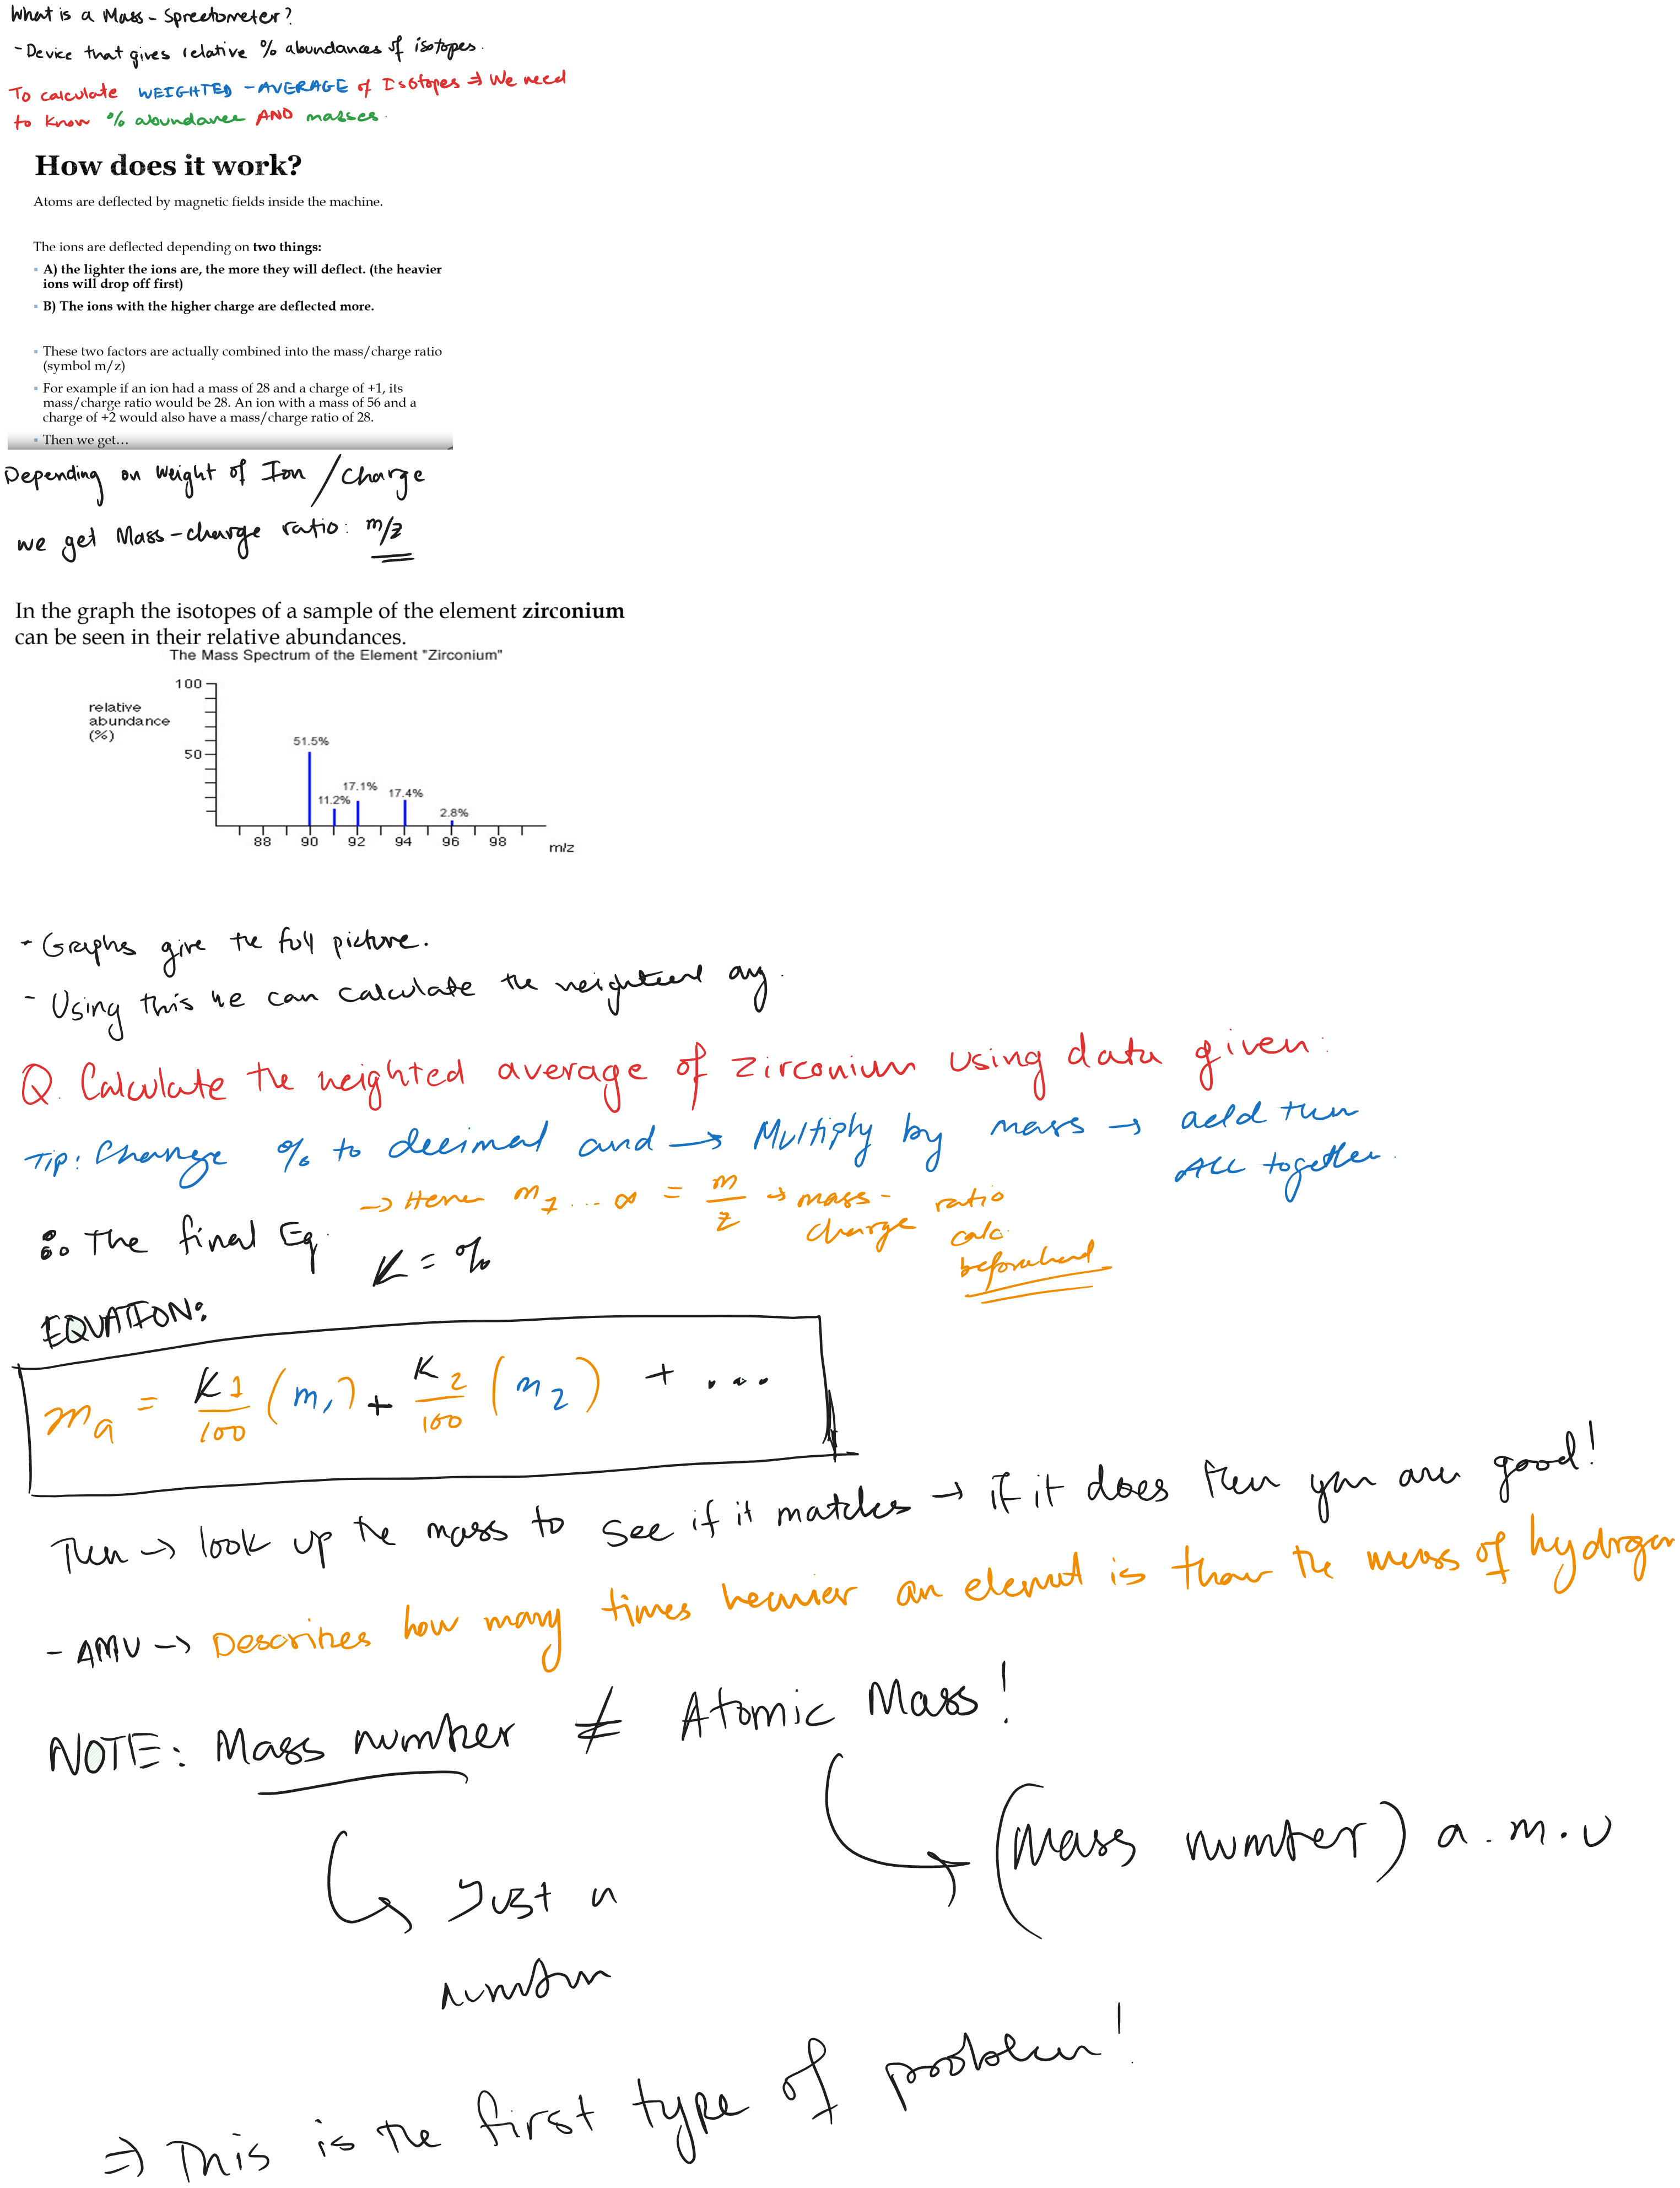 What is a Mass-Spreetometer?
- Device that gives relative % abundances of isotopes.
To calculate WEIGHTED-AVERAGE of Isotopes ⇒ We need
to know % abundance AND masses.
How does it work?
Atoms are deflected by magnetic fields inside the machine.
The ions are deflected depending on two things:
▪ A) the lighter the ions are, the more they will deflect. (the heavier
ions will drop off first)
▪ B) The ions with the higher charge are deflected more.
▪ These two factors are actually combined into the mass/charge ratio
(symbol m/z)
▪ For example if an ion had a mass of 28 and a charge of +1, its
mass/charge ratio would be 28. An ion with a mass of 56 and a
charge of +2 would also have a mass/charge ratio of 28.
▪ Then we get...
Depending on Weight of Ion / Charge
we get Mass-charge ratio: m/z
In the graph the isotopes of a sample of the element zirconium
can be seen in their relative abundances.
The Mass Spectrum of the Element "Zirconium"
100
relative
abundance
(%)
50
51.5%
11.2%
17.1%
17.4%
2.8%
88 90 92 94 96 98
m/z
- Graphs give the full picture.
- Using this we can calculate the weighted avg.
Q. Calculate the weighted average of Zirconium using data given:
Tip: Change % to decimal and → Multiply by mass → add them
ALL together.
→ Hence m1 ... ∞ = m/z → mass- ratio
charge calc.
beforehand
∴ The final Eq.
K = %
EQUATION:
ma = K1/100 (m1) + K2/100 (m2) + ...
Then → look up the mass to see if it matches → if it does then you are good!
- AMU → Describes how many times heavier an element is than the mass of hydrogen
NOTE: Mass number ≠ Atomic Mass!
(Mass number) a.m.u
Just a
number
⇒ This is the first type of problem!